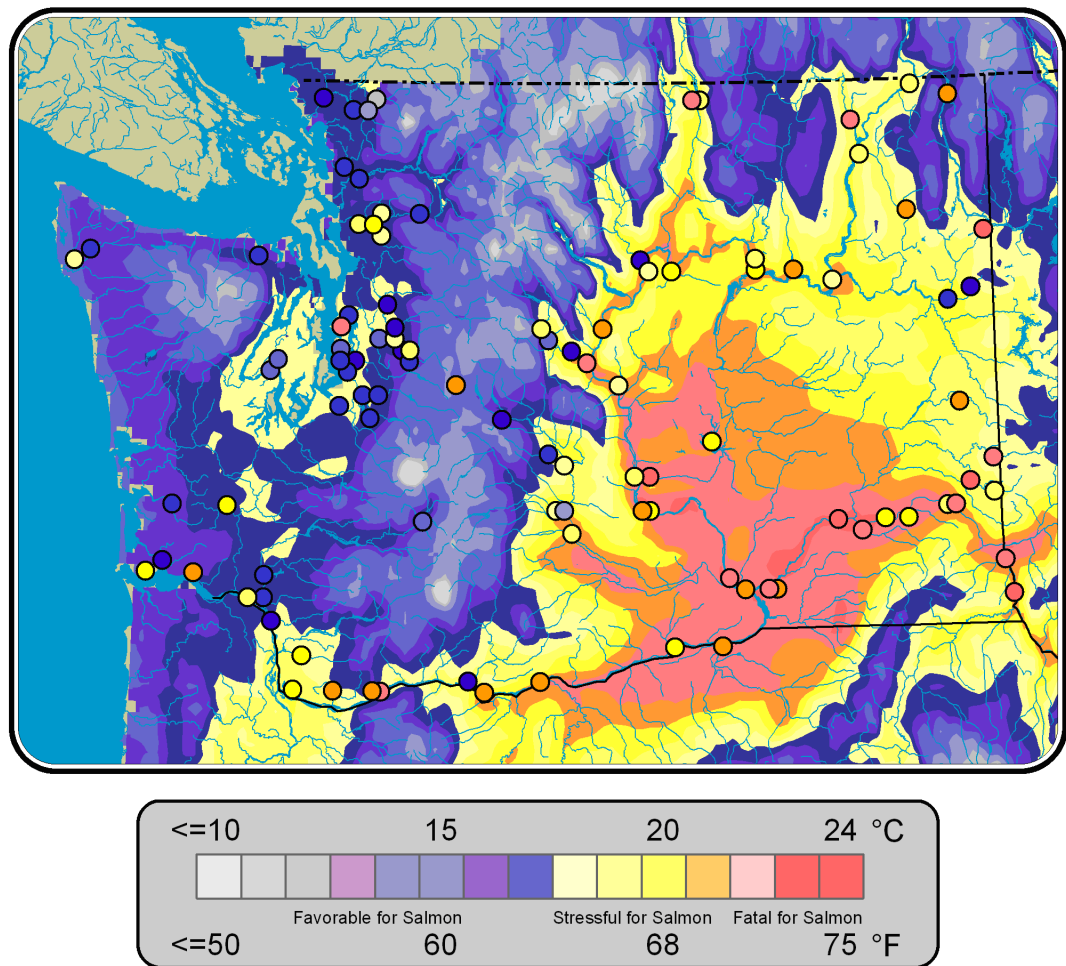 <=10 15 20 24 °C
Favorable for Salmon Stressful for Salmon Fatal for Salmon
<=50 60 68 75 °F